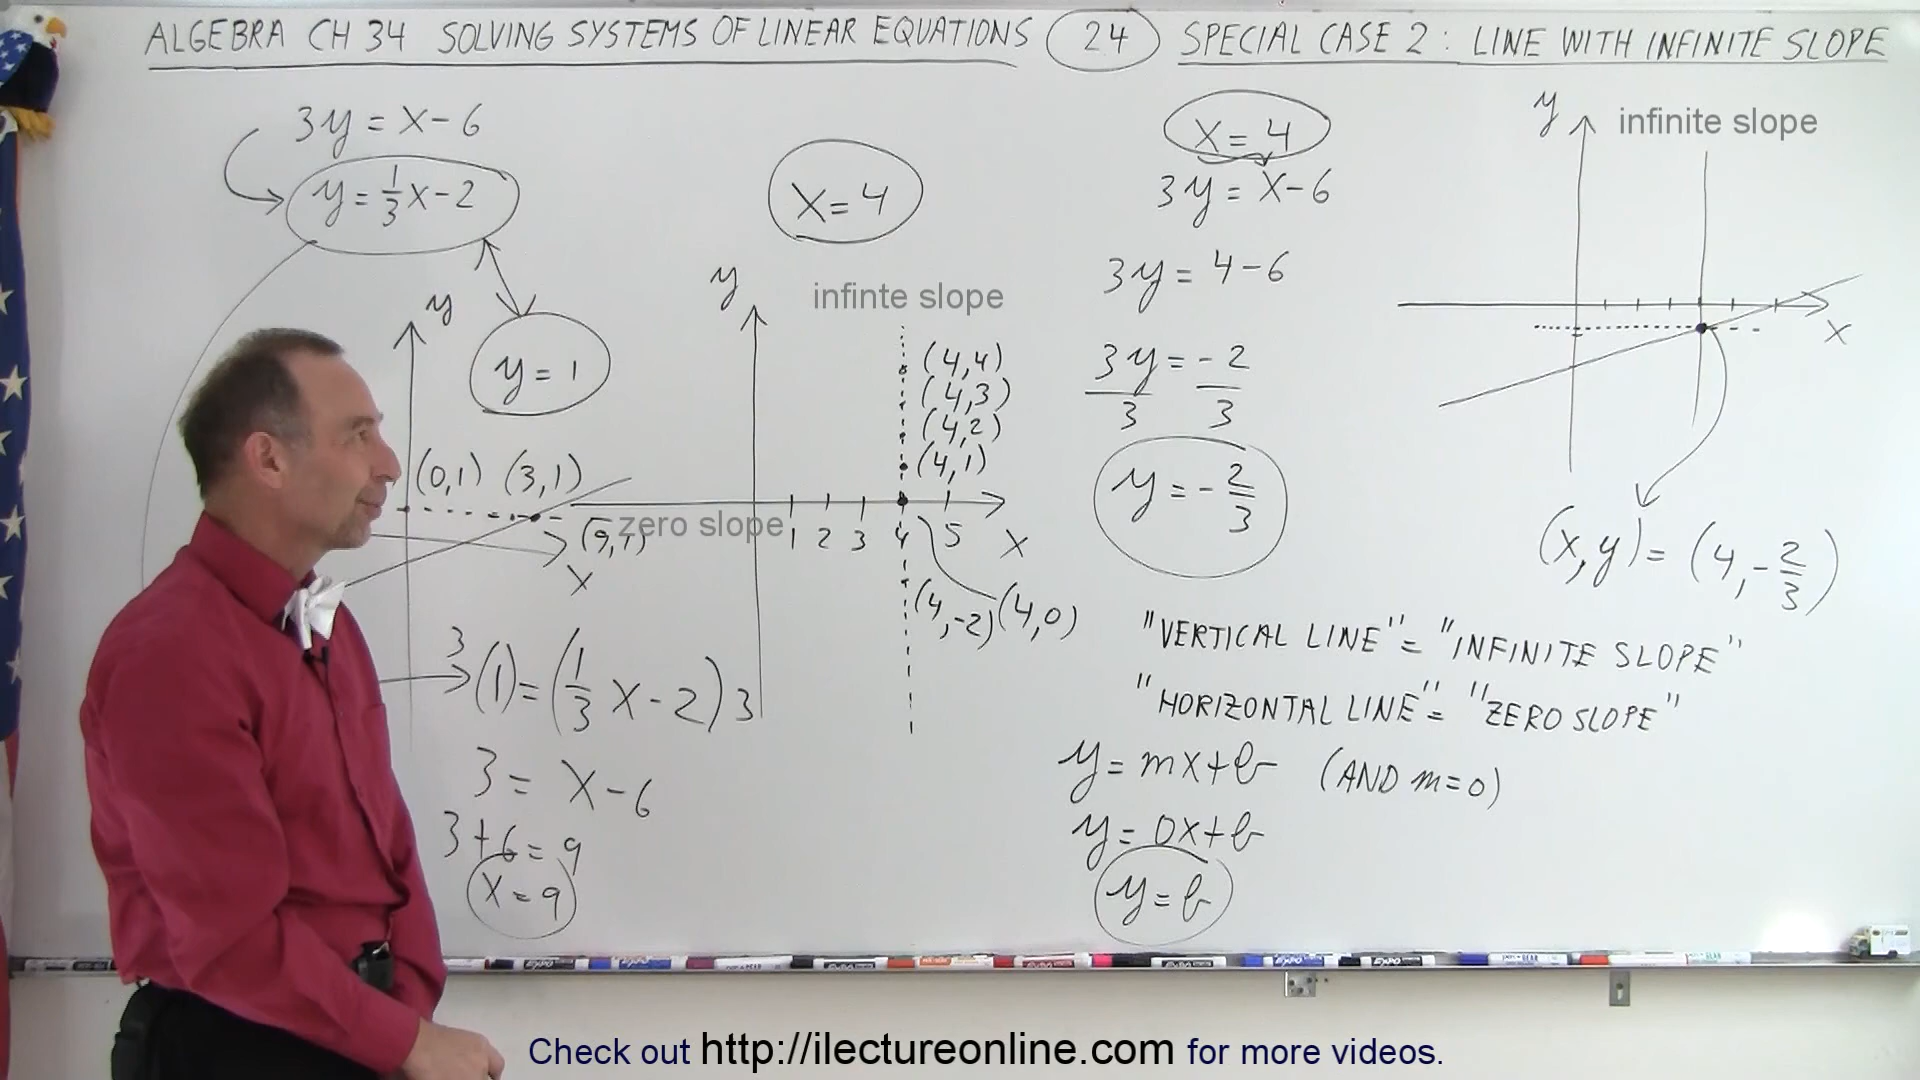 ALGEBRA CH 34 SOLVING SYSTEMS OF LINEAR EQUATIONS 24 SPECIAL CASE 2: LINE WITH INFINITE SLOPE
3y = x - 6
y = 1/3 x - 2
y
y = 1
(0,1) (3,1)
zero slope
(9,1)
x
3(1) = (1/3 x - 2)3
3 = x - 6
3 + 6 = 9
x = 9
x = 4
y
infinte slope
(4,4)
(4,3)
(4,2)
(4,1)
1 2 3 4 5 x
(4,-2) (4,0)
x = 4
3y = x - 6
3y = 4 - 6
3y/3 = -2/3
y = -2/3
y
infinite slope
x
(x,y) = (4, -2/3)
"VERTICAL LINE" = "INFINITE SLOPE"
"HORIZONTAL LINE" = "ZERO SLOPE"
y = mx + b (AND m = 0)
y = 0x + b
y = b
EXPO
Check out http://ilectureonline.com for more videos.